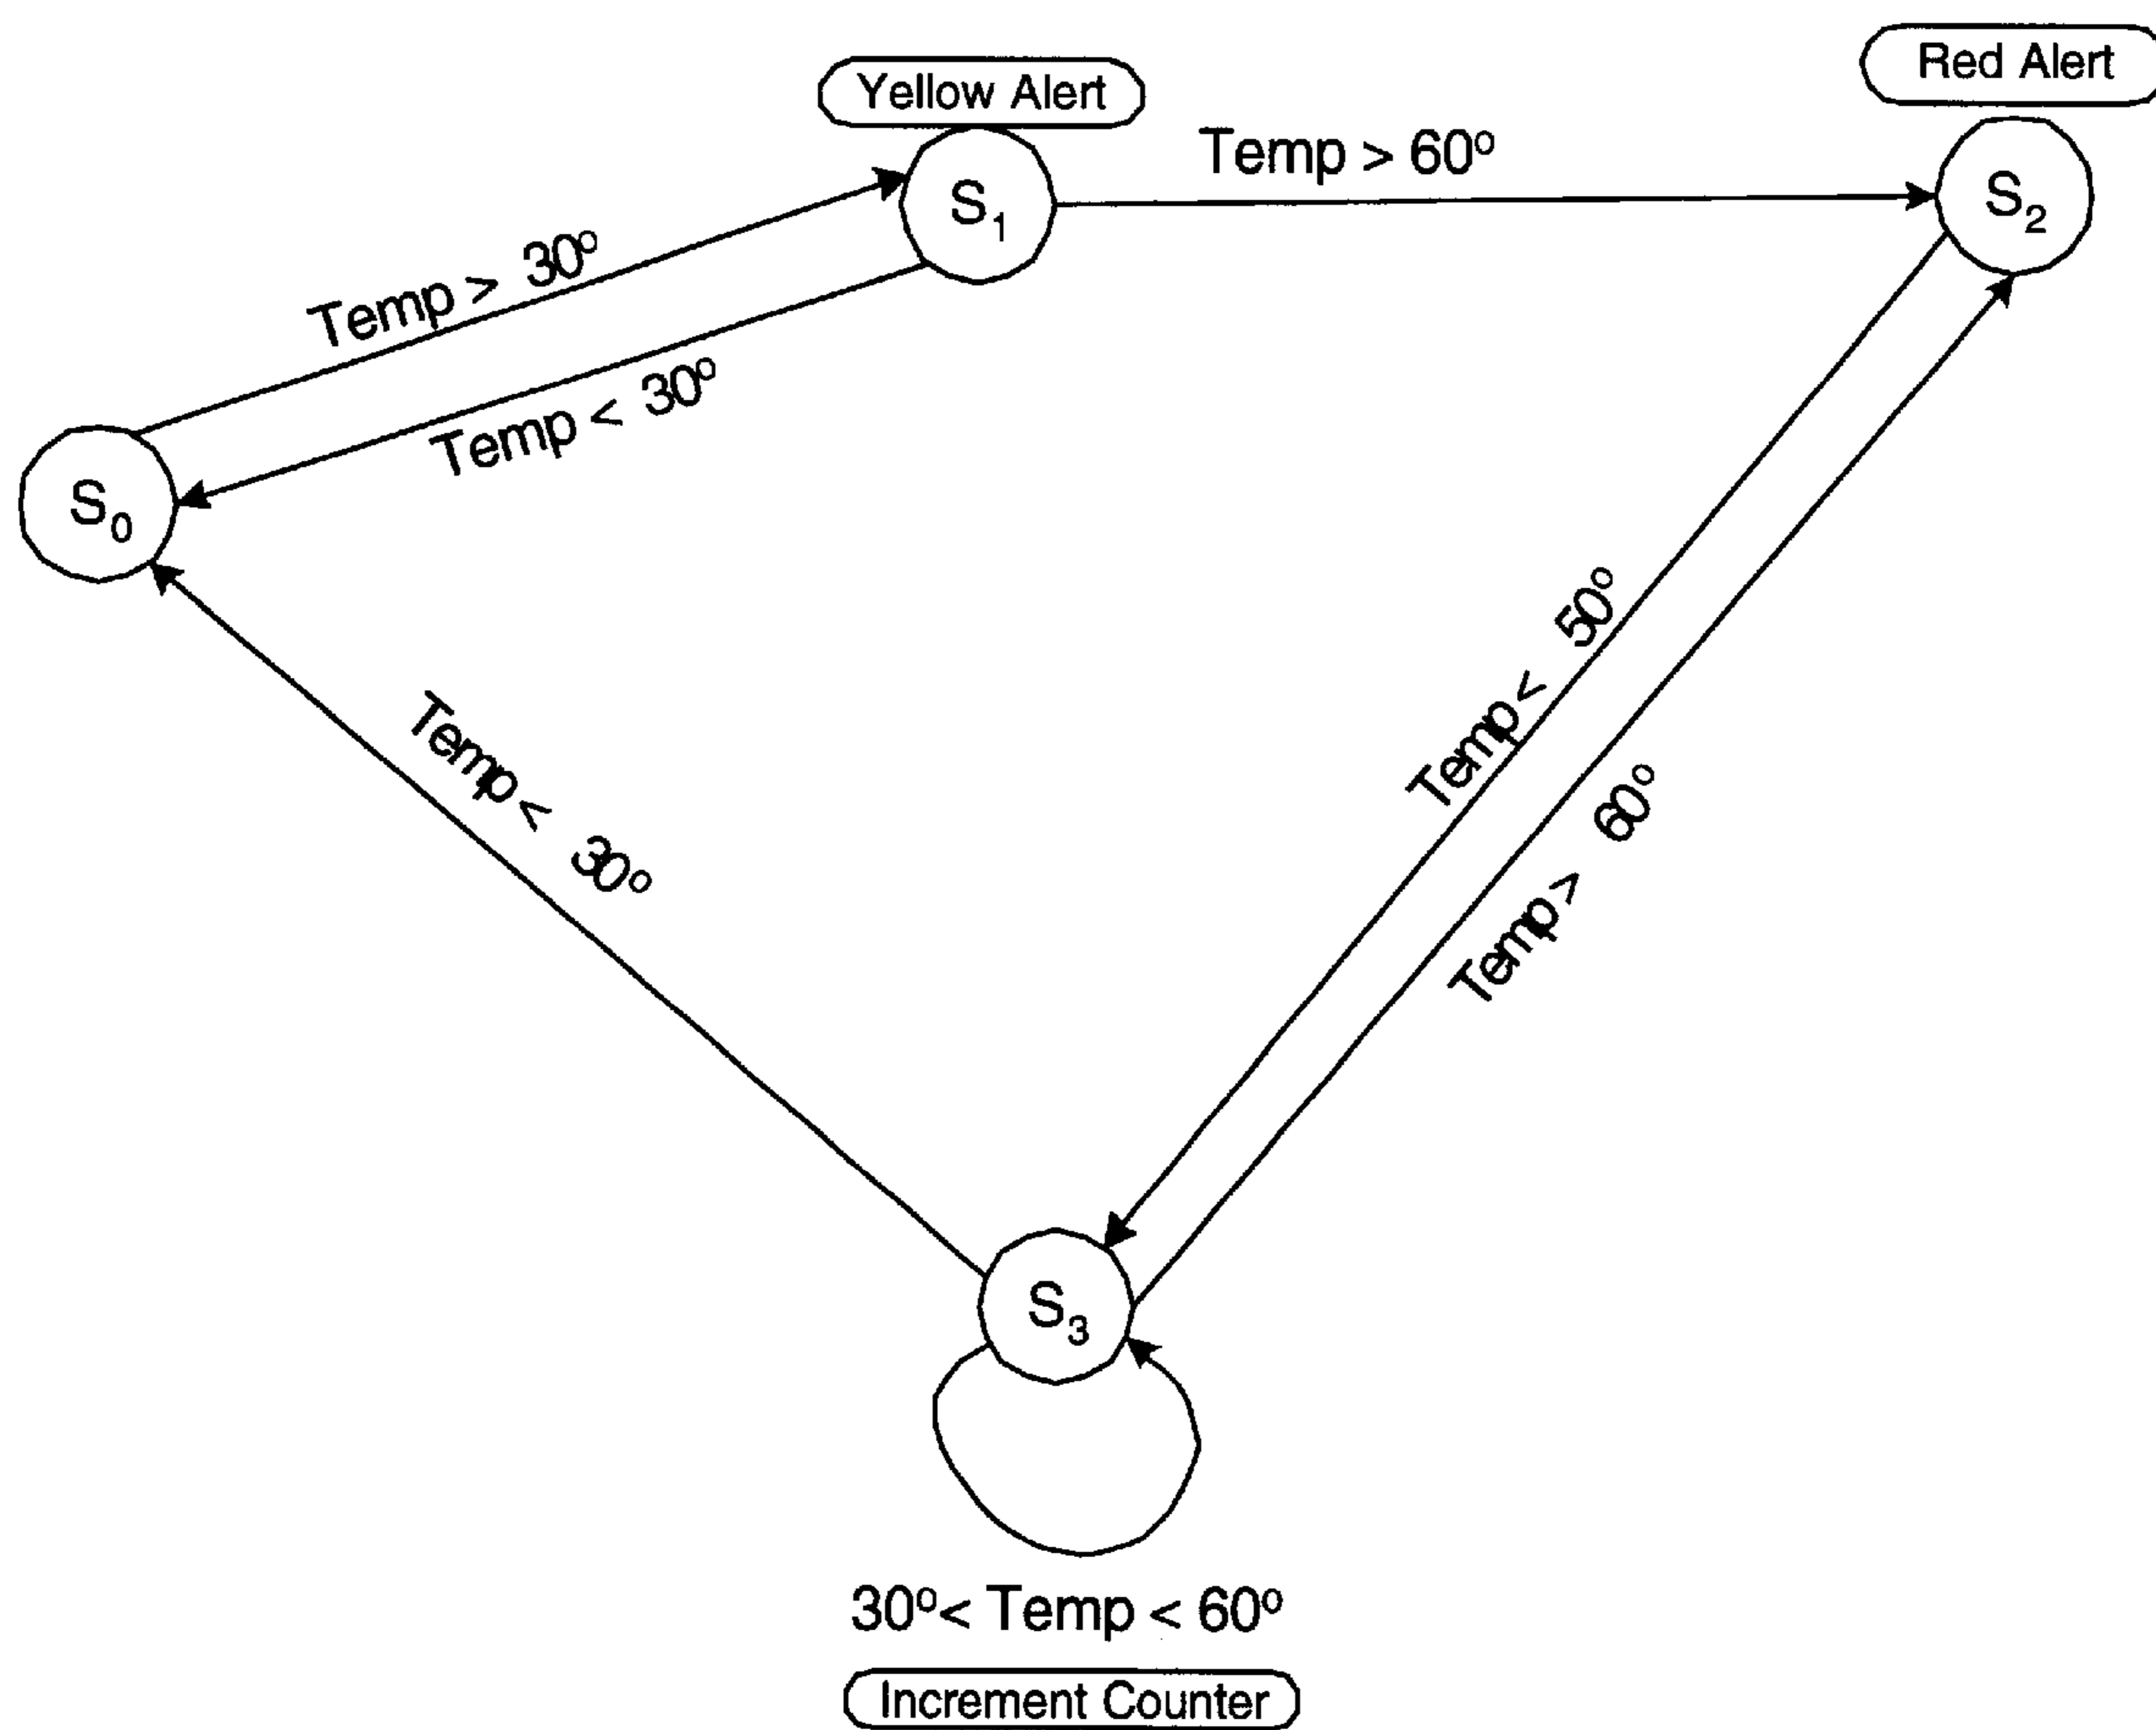 Red Alert
Yellow Alert
Temp > 60º
S₁
S₂
Temp > 30º
Temp < 30º
S₀
Temp < 50º
Temp < 30º
Temp > 60º
S₃
30º< Temp < 60º
Increment Counter